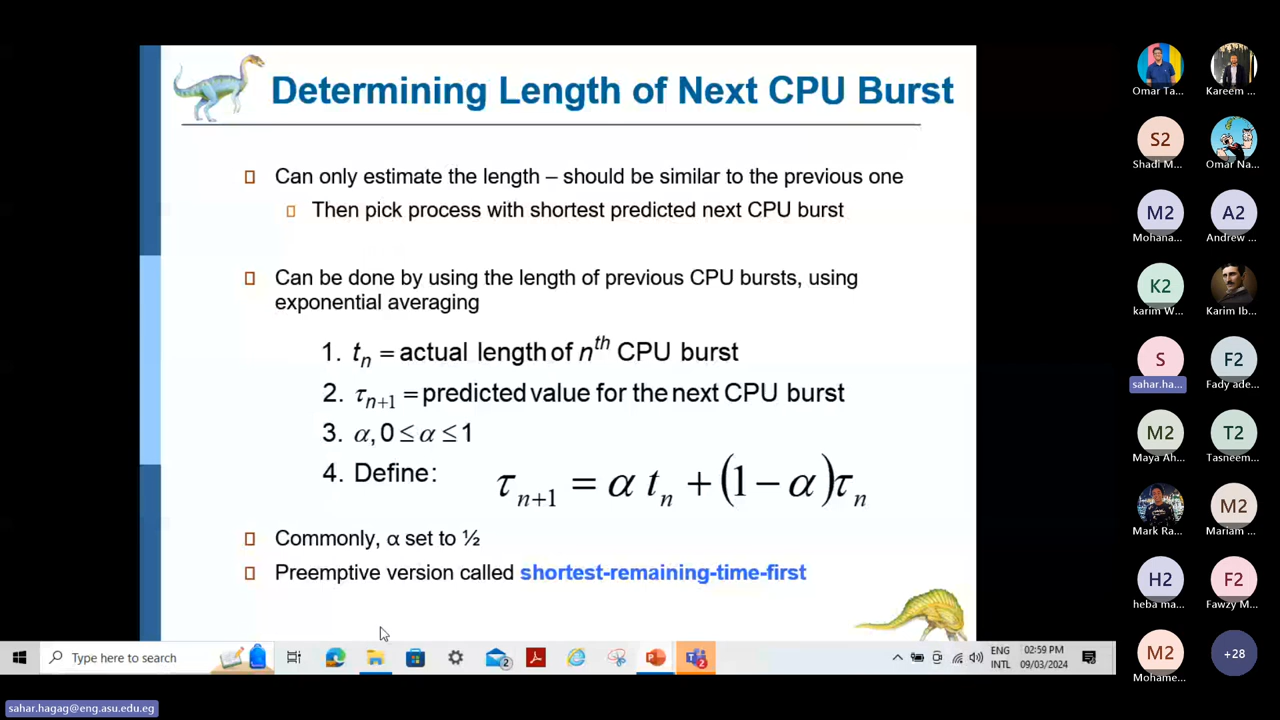 Determining Length of Next CPU Burst
Can only estimate the length – should be similar to the previous one
Then pick process with shortest predicted next CPU burst
Can be done by using the length of previous CPU bursts, using
exponential averaging
1. tₙ = actual length of nᵗʰ CPU burst
2. τₙ₊₁ = predicted value for the next CPU burst
3. α, 0 ≤ α ≤ 1
4. Define: τₙ₊₁ = α tₙ + (1 − α)τₙ
Commonly, α set to ½
Preemptive version called shortest-remaining-time-first
Type here to search
2
2
ENG
INTL
02:59 PM
09/03/2024
Omar Ta...
Kareem ...
S2
Shadi M...
Omar Na...
M2
Mohana...
A2
Andrew ...
K2
karim W...
Karim Ib...
S
sahar.ha...
F2
Fady ade...
M2
Maya Ah...
T2
Tasneem...
Mark Ra...
M2
Mariam ...
H2
heba ma...
F2
Fawzy M...
M2
Mohame...
+28
sahar.hagag@eng.asu.edu.eg